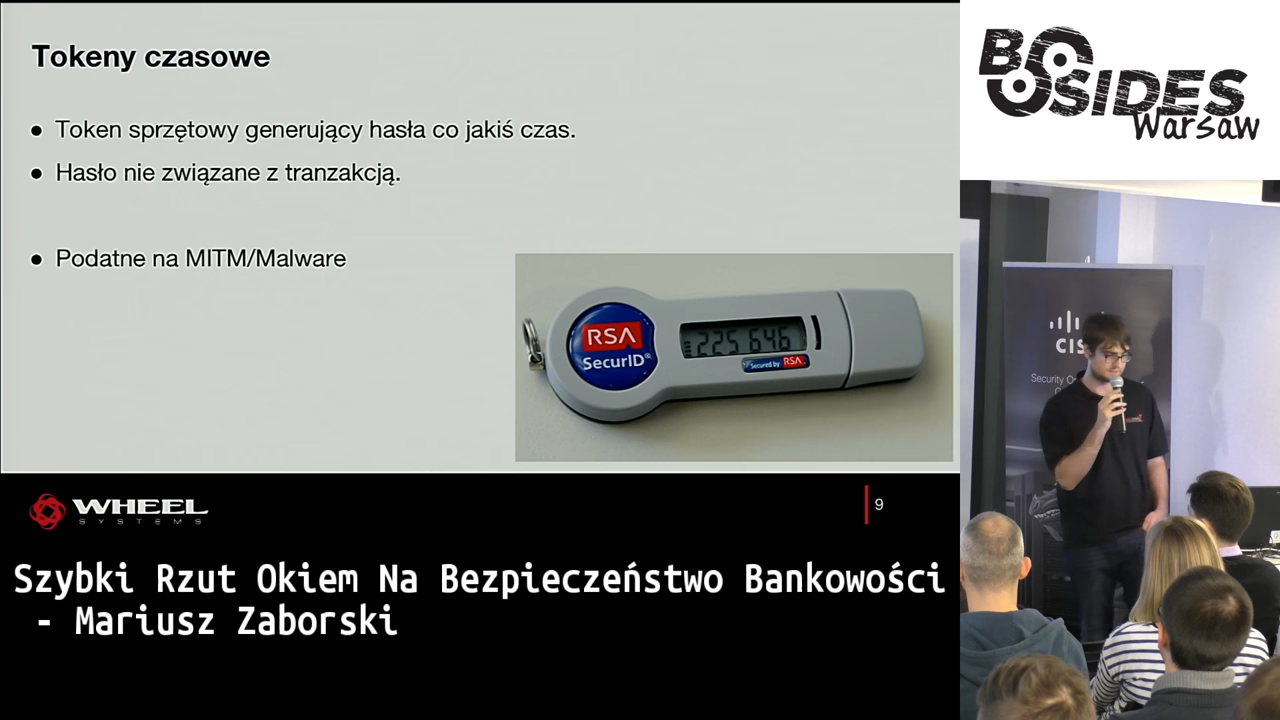 Tokeny czasowe
● Token sprzętowy generujący hasła co jakiś czas.
● Hasło nie związane z tranzakcją.
● Podatne na MITM/Malware
RSA
SecurID®
225 646
Secured by RSA
WHEEL
SYSTEMS
9
Szybki Rzut Okiem Na Bezpieczeństwo Bankowości
- Mariusz Zaborski
BSIDES
Warsaw
CIS
Security O